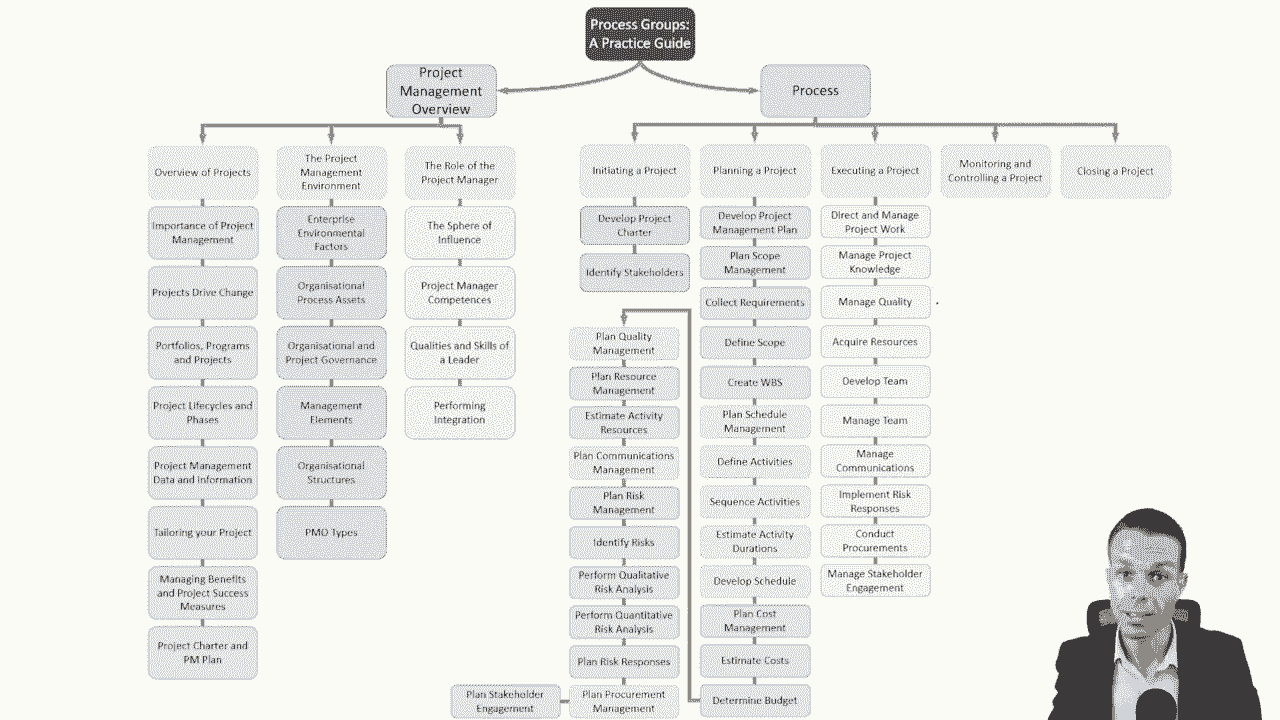 Process Groups:
A Practice Guide
Project
Management
Overview
Process
Overview of Projects
The Project
Management
Environment
The Role of the
Project Manager
Initiating a Project
Planning a Project
Executing a Project
Monitoring and
Controlling a Project
Closing a Project
Importance of Project
Management
Projects Drive Change
Portfolios, Programs
and Projects
Project Lifecycles and
Phases
Project Management
Data and Information
Tailoring your Project
Managing Benefits
and Project Success
Measures
Project Charter and
PM Plan
Enterprise
Environmental
Factors
Organisational
Process Assets
Organisational and
Project Governance
Management
Elements
Organisational
Structures
PMO Types
The Sphere of
Influence
Project Manager
Competences
Qualities and Skills of
a Leader
Performing
Integration
Develop Project
Charter
Identify Stakeholders
Develop Project
Management Plan
Plan Scope
Management
Collect Requirements
Define Scope
Create WBS
Plan Schedule
Management
Define Activities
Sequence Activities
Estimate Activity
Durations
Develop Schedule
Plan Cost
Management
Estimate Costs
Determine Budget
Plan Quality
Management
Plan Resource
Management
Estimate Activity
Resources
Plan Communications
Management
Plan Risk
Management
Identify Risks
Perform Qualitative
Risk Analysis
Perform Quantitative
Risk Analysis
Plan Risk Responses
Plan Procurement
Management
Plan Stakeholder
Engagement
Direct and Manage
Project Work
Manage Project
Knowledge
Manage Quality
Acquire Resources
Develop Team
Manage Team
Manage
Communications
Implement Risk
Responses
Conduct
Procurements
Manage Stakeholder
Engagement